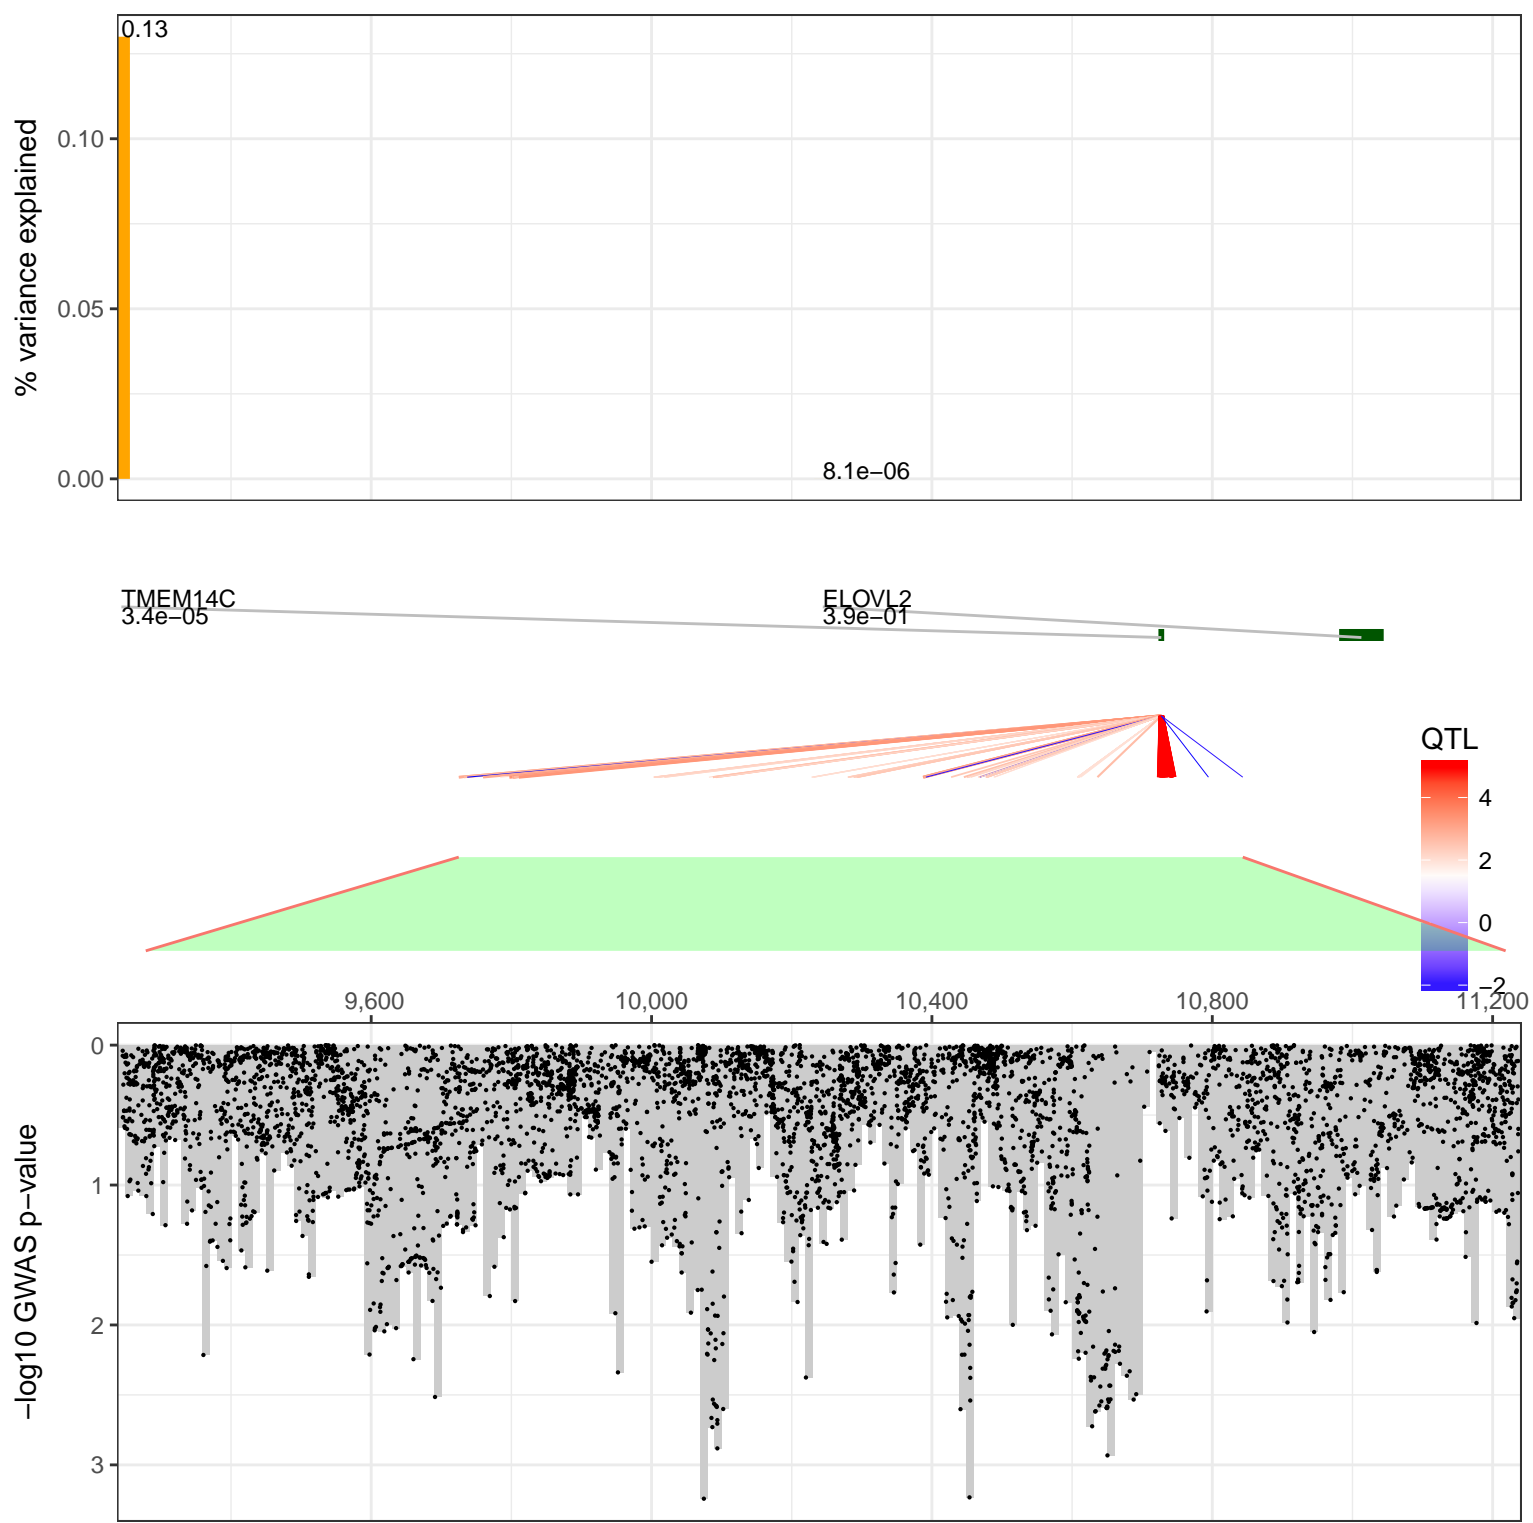 0.13
% variance explained
0.10
0.05
0.00
8.1e−06
TMEM14C
3.4e−05
ELOVL2
3.9e−01
QTL
4
2
0
−2
9,600
10,000
10,400
10,800
11,200
−log10 GWAS p−value
0
1
2
3